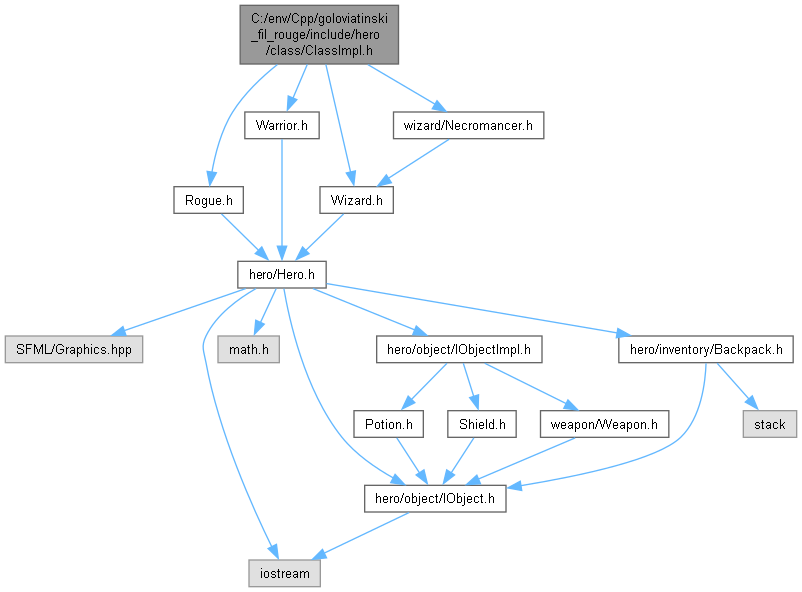 C:/env/Cpp/goloviatinski
_fil_rouge/include/hero
/class/ClassImpl.h
Warrior.h
wizard/Necromancer.h
Rogue.h
Wizard.h
hero/Hero.h
SFML/Graphics.hpp
math.h
hero/object/IObjectImpl.h
hero/inventory/Backpack.h
Potion.h
Shield.h
weapon/Weapon.h
stack
hero/object/IObject.h
iostream